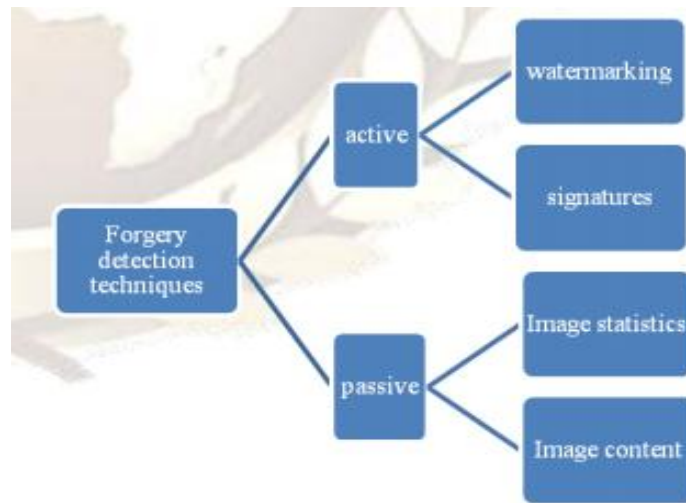 watermarking
active
signatures
Forgery
detection
techniques
Image statistics
passive
Image content